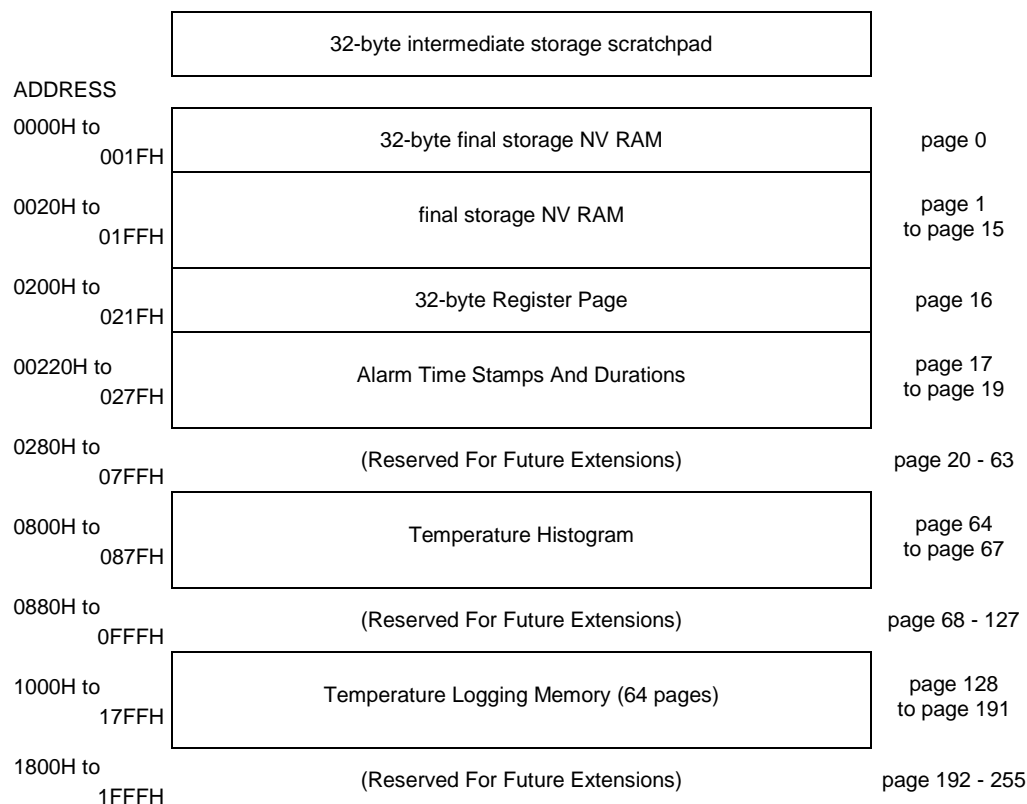 32-byte intermediate storage scratchpad
ADDRESS
0000H to
001FH
32-byte final storage NV RAM
page 0
0020H to
01FFH
final storage NV RAM
page 1
to page 15
0200H to
021FH
32-byte Register Page
page 16
00220H to
027FH
Alarm Time Stamps And Durations
page 17
to page 19
0280H to
07FFH
(Reserved For Future Extensions)
page 20 - 63
0800H to
087FH
Temperature Histogram
page 64
to page 67
0880H to
0FFFH
(Reserved For Future Extensions)
page 68 - 127
1000H to
17FFH
Temperature Logging Memory (64 pages)
page 128
to page 191
1800H to
1FFFH
(Reserved For Future Extensions)
page 192 - 255